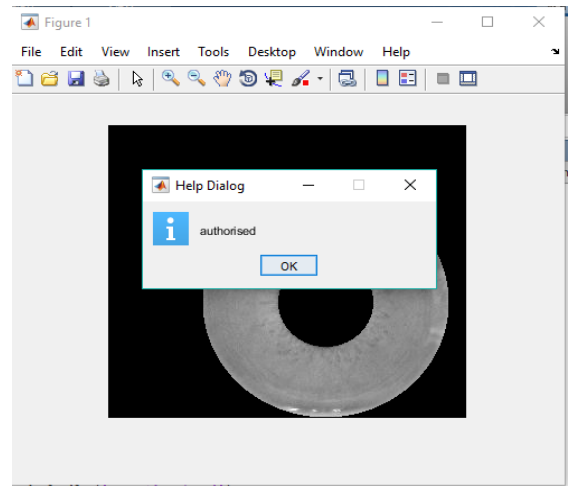 Figure 1
File Edit View Insert Tools Desktop Window Help
Help Dialog
authorised
OK